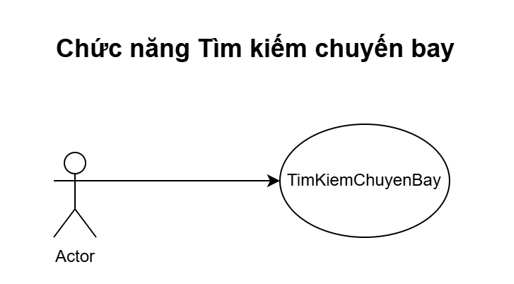 Chức năng Tìm kiếm chuyến bay
TimKiemChuyenBay
Actor